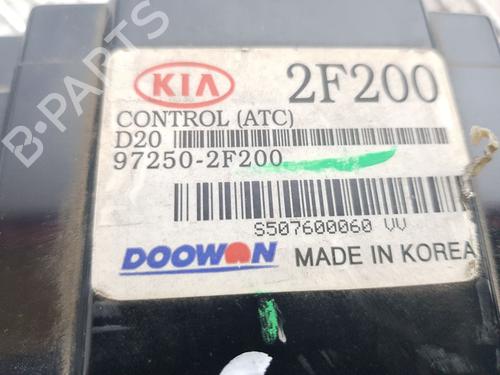 KIA
2F200
CONTROL (ATC)
D20
97250-2F200
S507600060 VV
DOOWON
MADE IN KOREA
B-PARTS